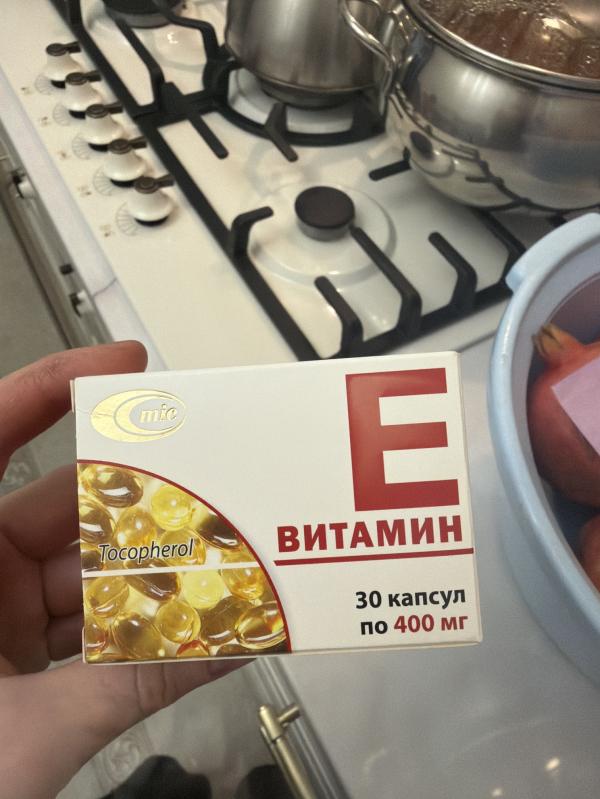 mic
E
ВИТАМИН
Tocopherol
30 капсул
по 400 мг